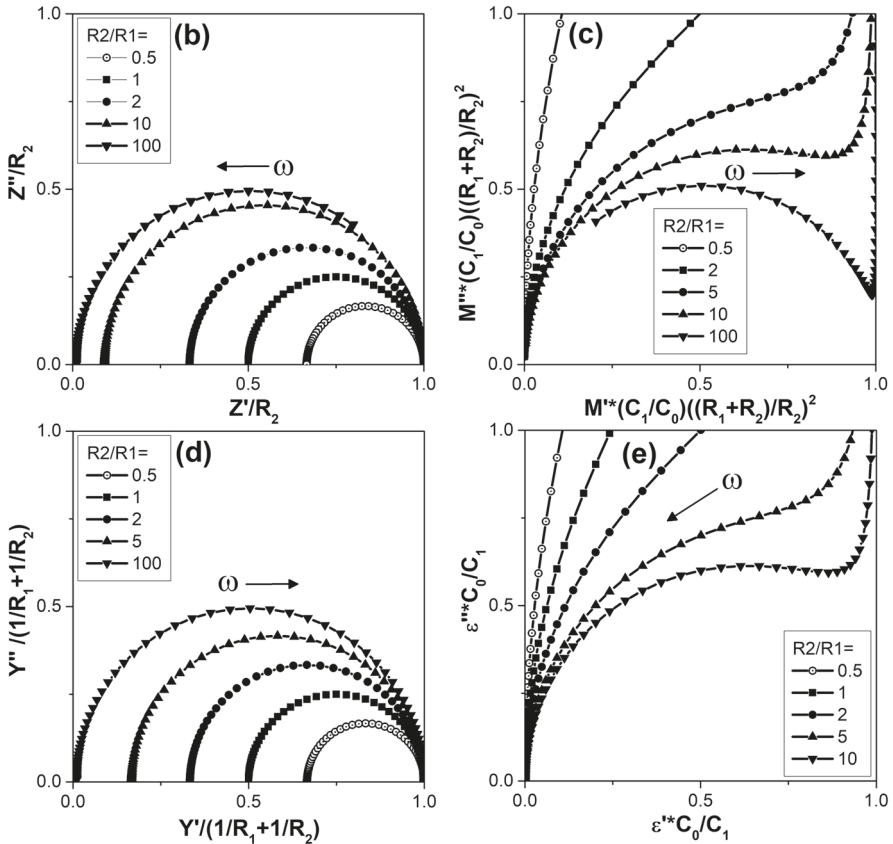 (b)
R2/R1=
0.5
1
2
10
100
ω
1.0
0.5
0.0
0.0
0.5
1.0
Z''/R₂
Z'/R₂
(c)
ω
R2/R1=
0.5
2
5
10
100
1.0
0.5
0.0
0.0
0.5
1.0
M''*(C₁/C₀)((R₁+R₂)/R₂)²
M'*(C₁/C₀)((R₁+R₂)/R₂)²
(d)
R2/R1=
0.5
1
2
5
100
ω
1.0
0.5
0.0
0.0
0.5
1.0
Y'' /(1/R₁+1/R₂)
Y'/(1/R₁+1/R₂)
(e)
ω
R2/R1=
0.5
1
2
5
10
1.0
0.5
0.0
0.0
0.5
1.0
ε''*C₀/C₁
ε'*C₀/C₁